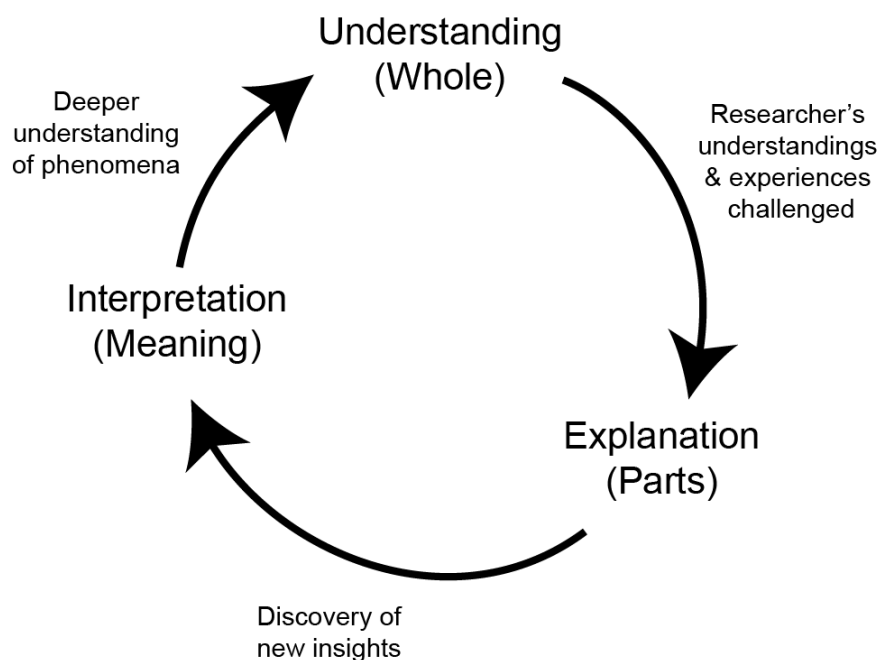 Understanding
(Whole)
Researcher's
understandings
& experiences
challenged
Explanation
(Parts)
Discovery of
new insights
Interpretation
(Meaning)
Deeper
understanding
of phenomena